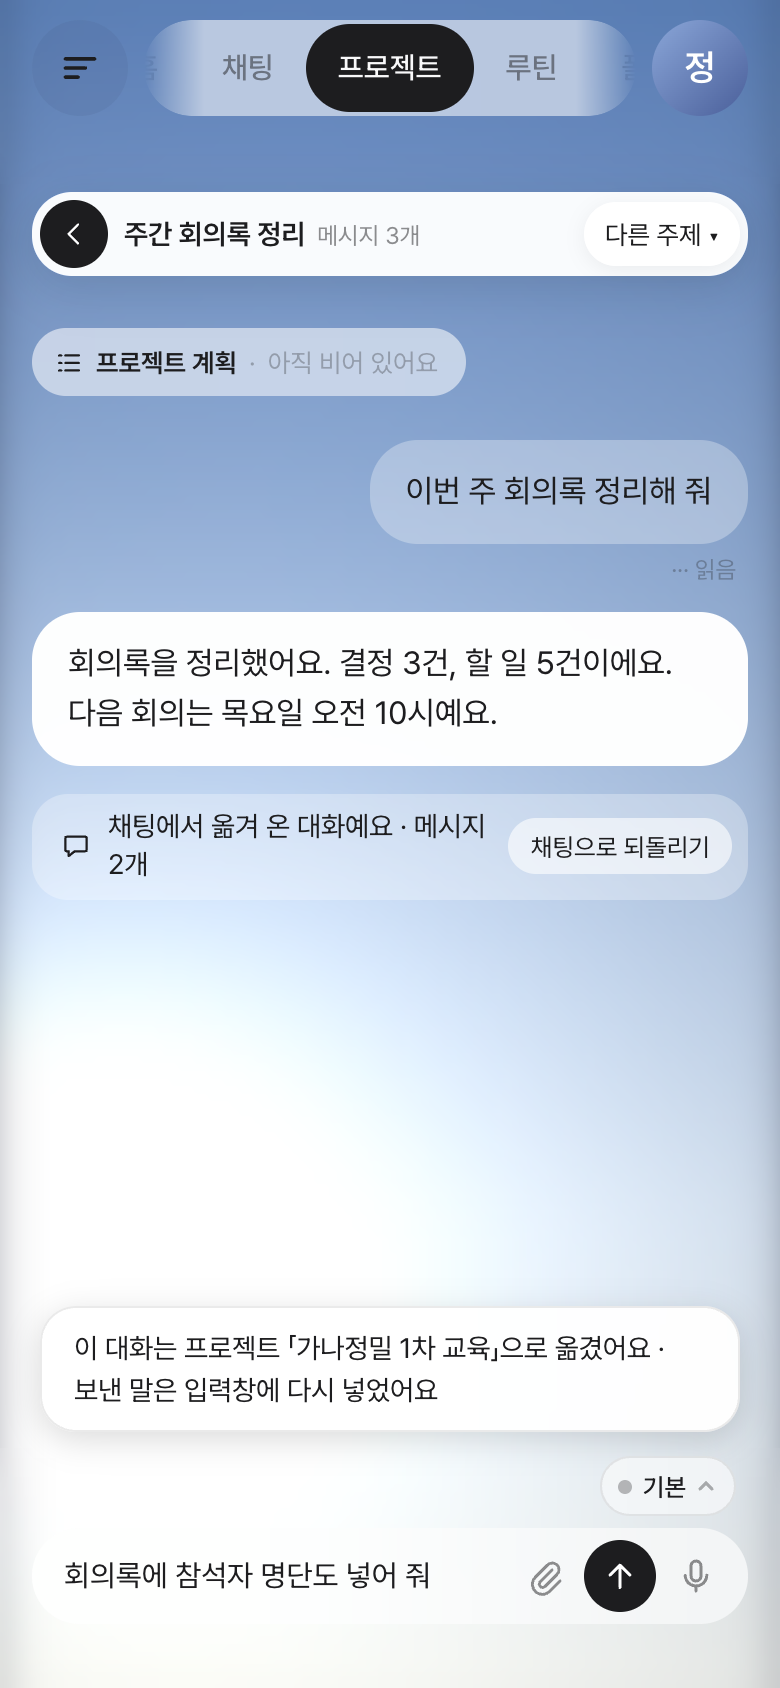 채팅
프로젝트
루틴
정
주간 회의록 정리 메시지 3개
다른 주제 ▾
프로젝트 계획 · 아직 비어 있어요
이번 주 회의록 정리해 줘
··· 읽음
회의록을 정리했어요. 결정 3건, 할 일 5건이에요.
다음 회의는 목요일 오전 10시예요.
채팅에서 옮겨 온 대화예요 · 메시지
2개
채팅으로 되돌리기
이 대화는 프로젝트 「가나정밀 1차 교육」으로 옮겼어요 ·
보낸 말은 입력창에 다시 넣었어요
기본
회의록에 참석자 명단도 넣어 줘